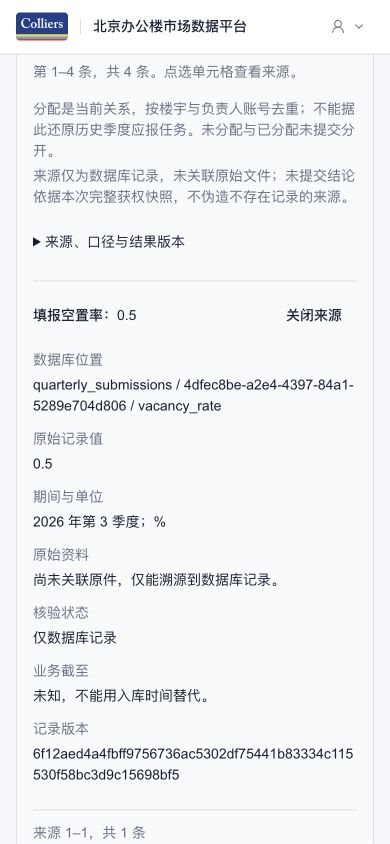 Colliers
北京办公楼市场数据平台
第 1–4 条，共 4 条。点选单元格查看来源。
分配是当前关系，按楼宇与负责人账号去重；不能据
此还原历史季度应报任务。未分配与已分配未提交分
开。
来源仅为数据库记录，未关联原始文件；未提交结论
依据本次完整获权快照，不伪造不存在记录的来源。
▶ 来源、口径与结果版本
填报空置率：0.5
关闭来源
数据库位置
quarterly_submissions / 4dfec8be-a2e4-4397-84a1-
5289e704d806 / vacancy_rate
原始记录值
0.5
期间与单位
2026 年第 3 季度；%
原始资料
尚未关联原件，仅能溯源到数据库记录。
核验状态
仅数据库记录
业务截至
未知，不能用入库时间替代。
记录版本
6f12aed4a4fbff9756736ac5302df75441b83334c115
530f58bc3d9c15698bf5
来源 1–1，共 1 条